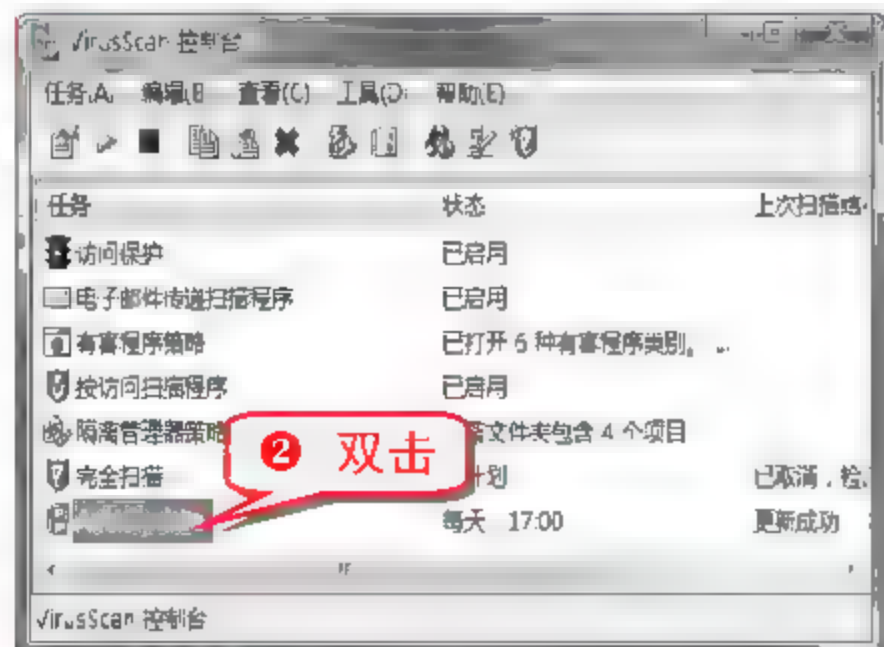 VirusScan 控制台
任务(A) 编辑(B) 查看(C) 工具(D) 帮助(E)
任务 状态 上次扫描
访问保护 已启用
电子邮件传递扫描程序 已启用
有害程序策略 已打开 6 种有害程序类别。 ...
按访问扫描程序 已启用
隔离管理器策略 文件夹包含 4 个项目
❷ 双击
完全扫描 计划 已取消，检
每天 17:00 更新成功
VirusScan 控制台